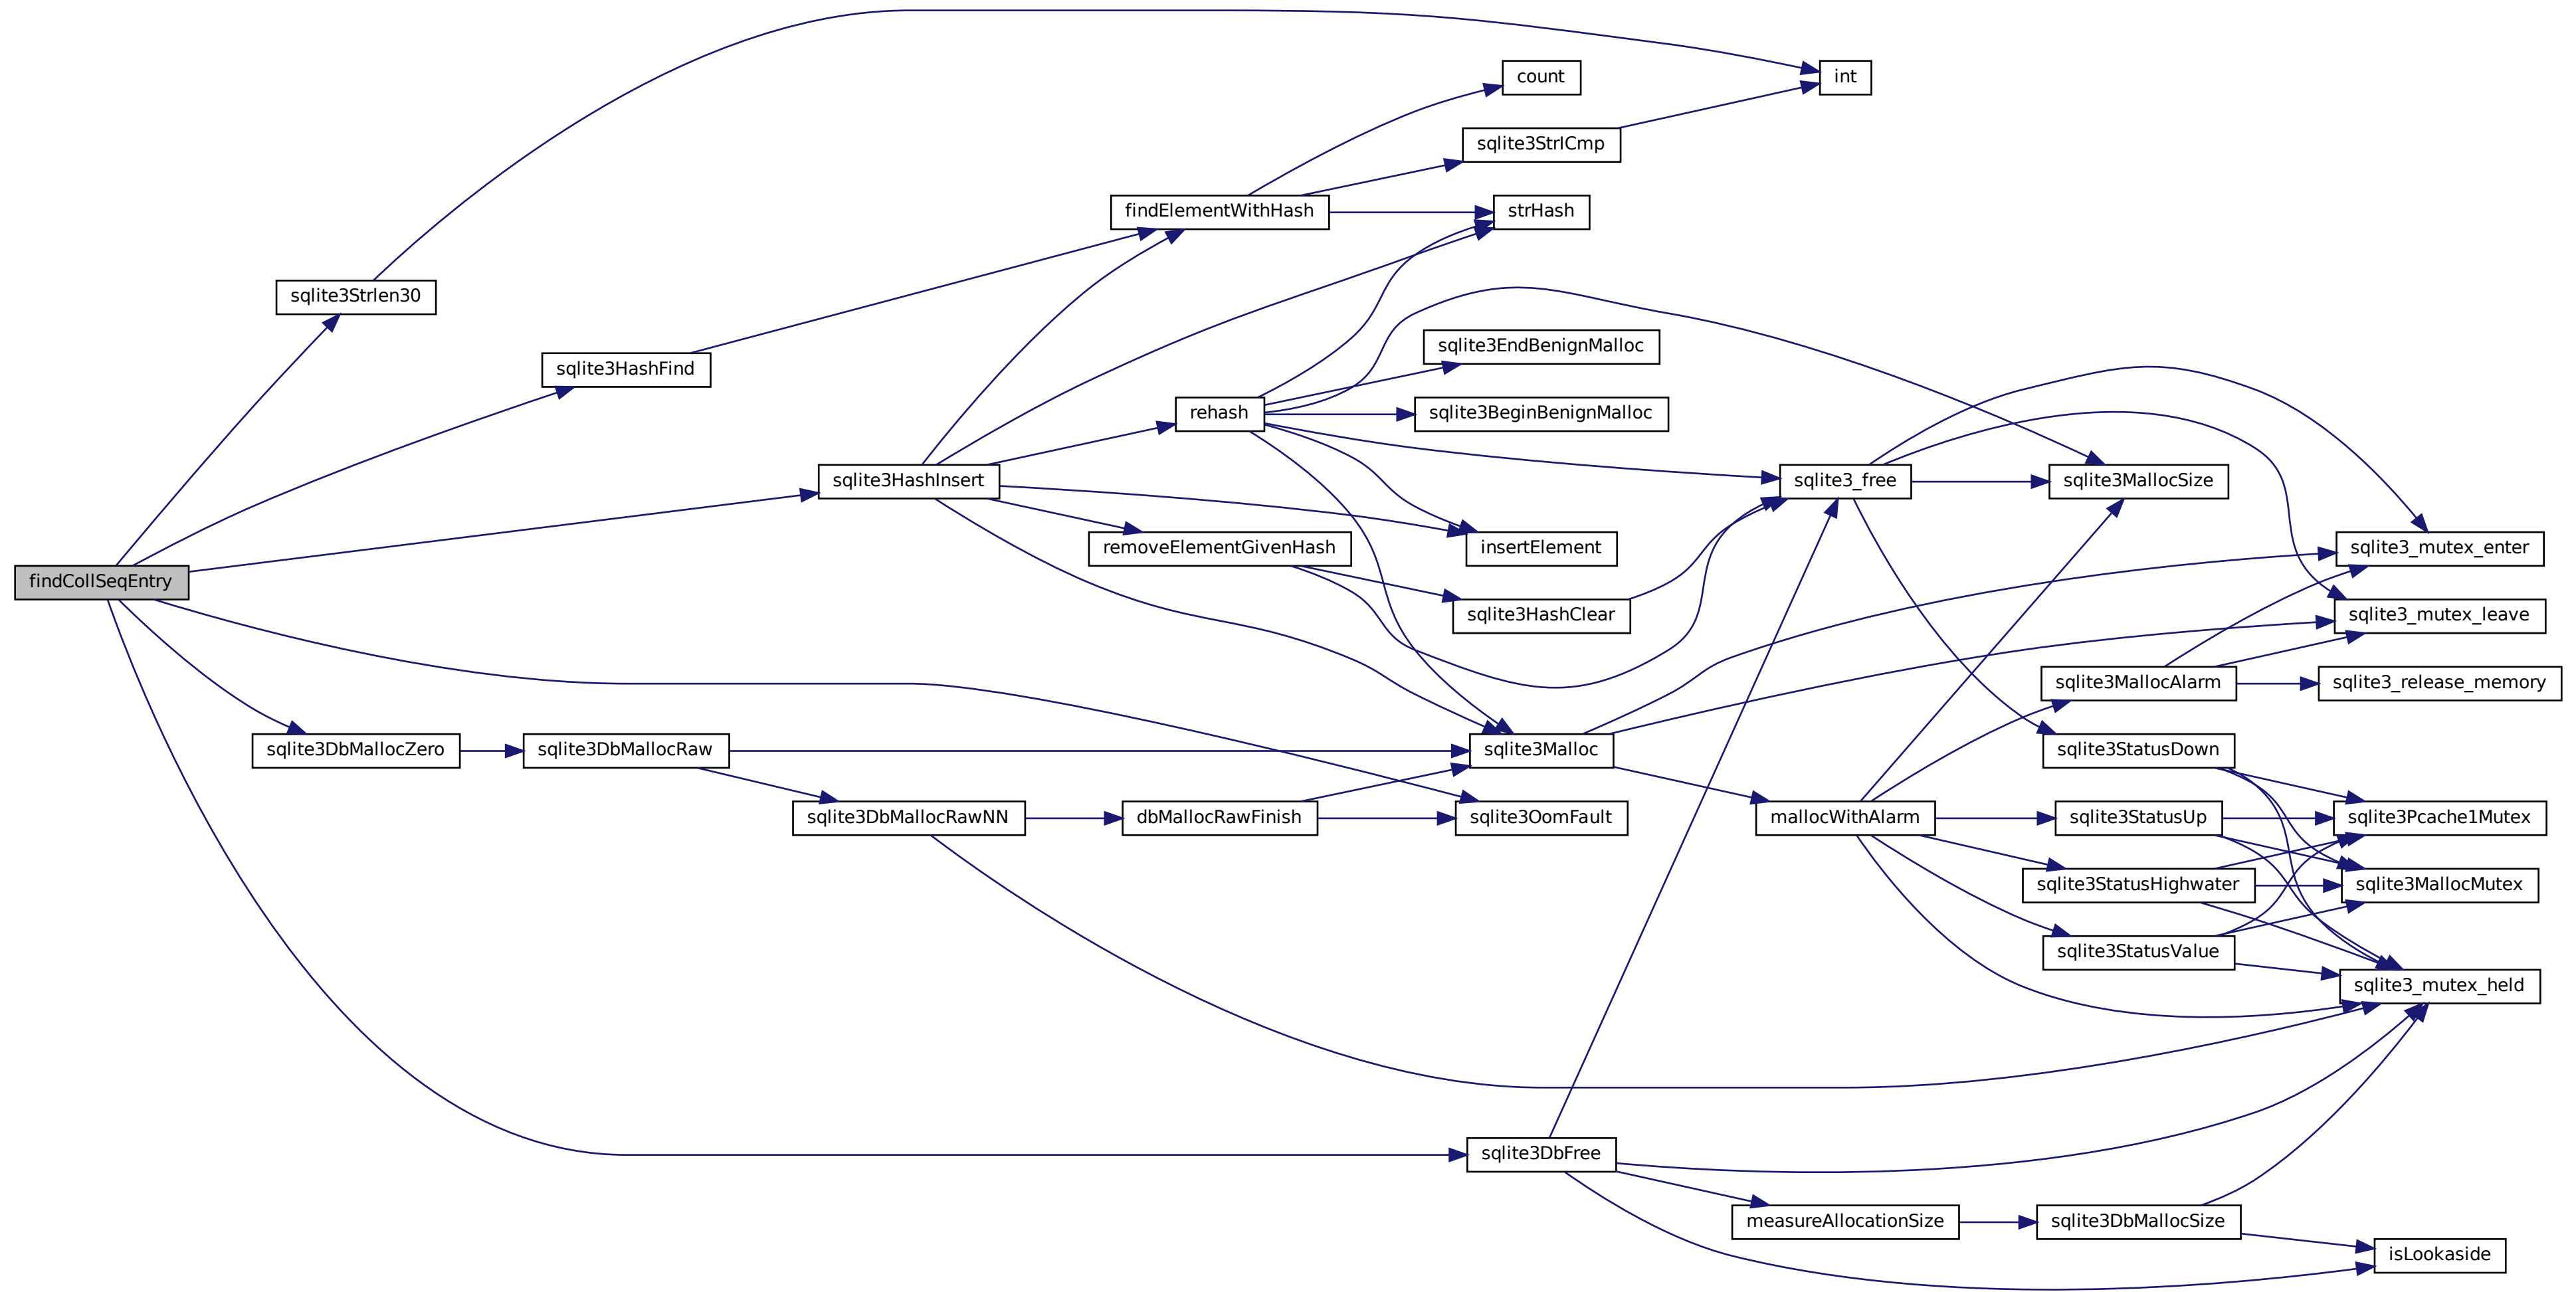 findCollSeqEntry
sqlite3Strlen30
int
sqlite3HashFind
findElementWithHash
count
sqlite3StrICmp
strHash
sqlite3HashInsert
rehash
sqlite3EndBenignMalloc
sqlite3BeginBenignMalloc
sqlite3_free
sqlite3MallocSize
insertElement
removeElementGivenHash
sqlite3HashClear
sqlite3_mutex_enter
sqlite3_mutex_leave
sqlite3MallocAlarm
sqlite3_release_memory
sqlite3DbMallocZero
sqlite3DbMallocRaw
sqlite3Malloc
sqlite3StatusDown
sqlite3DbMallocRawNN
dbMallocRawFinish
sqlite3OomFault
mallocWithAlarm
sqlite3StatusUp
sqlite3Pcache1Mutex
sqlite3StatusHighwater
sqlite3MallocMutex
sqlite3StatusValue
sqlite3_mutex_held
sqlite3DbFree
measureAllocationSize
sqlite3DbMallocSize
isLookaside